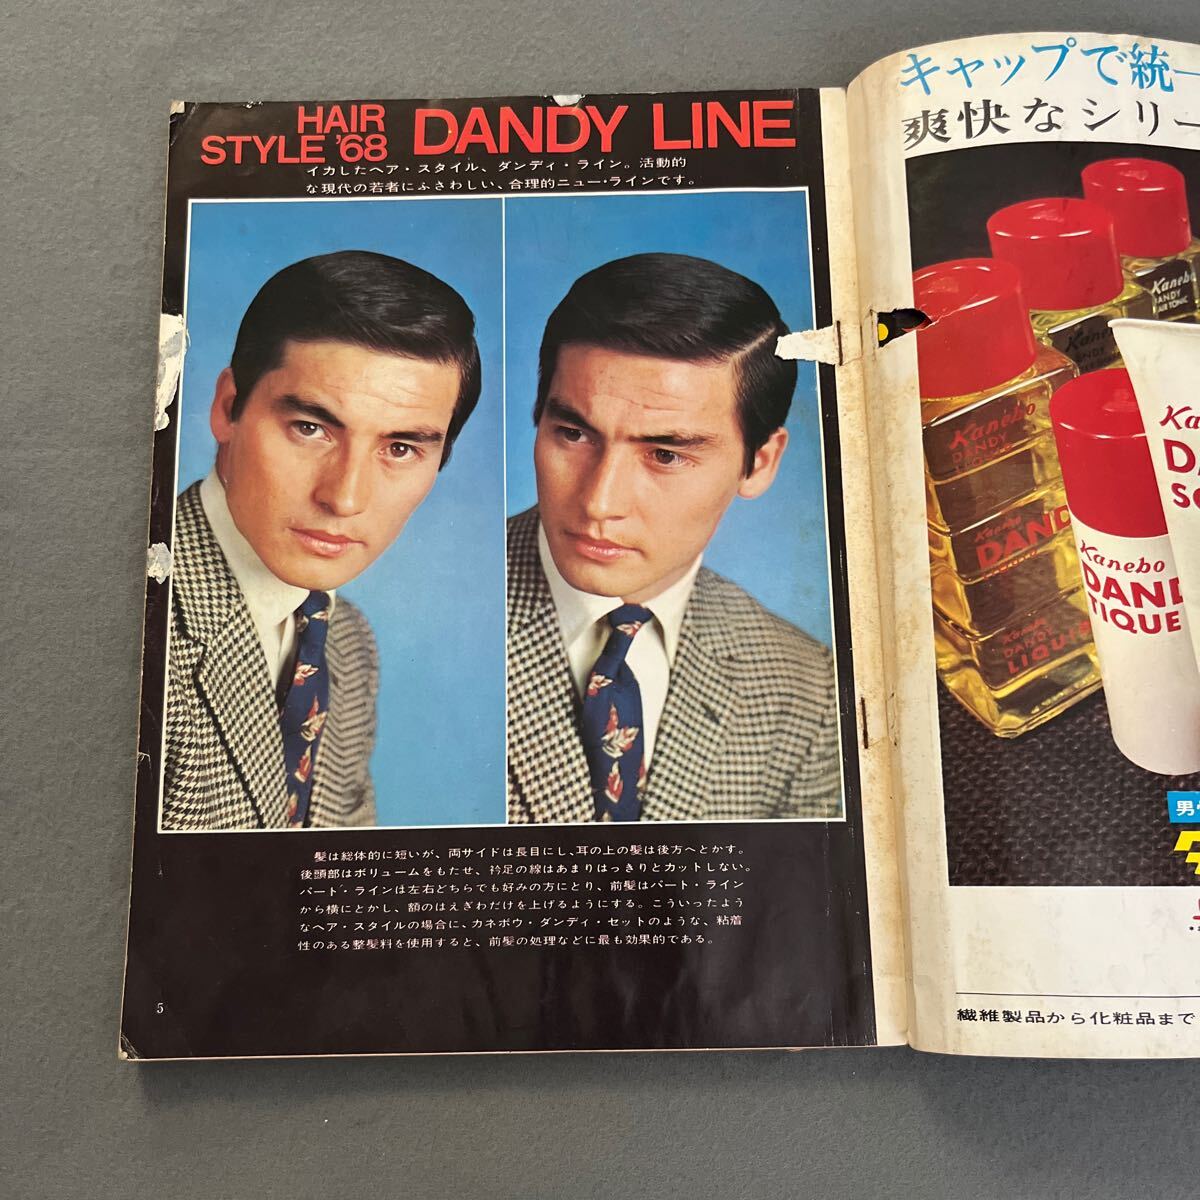 HAIR
STYLE '68
DANDY LINE
イカしたヘア・スタイル、ダンディ・ライン。活動的
な現代の若者にふさわしい、合理的ニュー・ラインです。
髪は総体的に短いが、両サイドは長目にし、耳の上の髪は後方へとかす。
後頭部はボリュームをもたせ、衿足の線はあまりはっきりとカットしない。
パート・ラインは左右どちらでも好みの方にとり、前髪はパート・ライン
から横にとかし、額のはえぎわだけを上げるようにする。こういったよう
なヘア・スタイルの場合に、カネボウ・ダンディ・セットのような、粘着
性のある整髪料を使用すると、前髪の処理などに最も効果的である。
5
キャップで統一
爽快なシリー
Kanebo
DANDY
HAIR TONIC
Kanebo
DANDY
Kanebo
DANDY
LIQUID
Kanebo
DAND
Kanebo
DANDY
LIQUID
Kanebo
DAND
TIQUE
Ka
DA
SO
男
繊維製品から化粧品まで